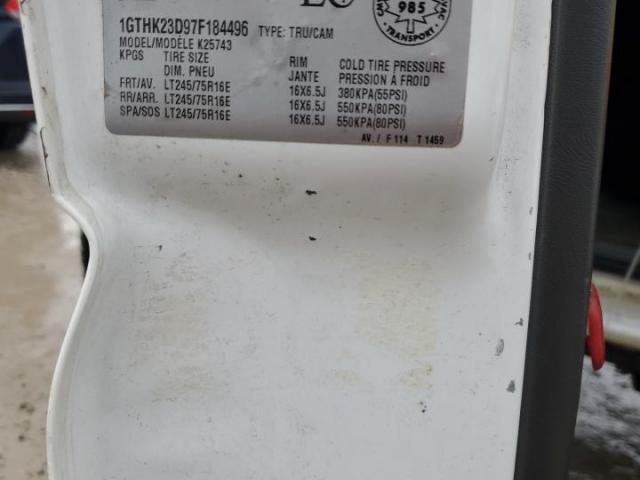 985
TRANSPORT
1GTHK23D97F184496 TYPE: TRU/CAM
MODEL/MODÈLE K25743
KPGS TIRE SIZE RIM COLD TIRE PRESSURE
DIM. PNEU JANTE PRESSION À FROID
FRT/AV. LT245/75R16E 16X6.5J 380KPA(55PSI)
RR/ARR. LT245/75R16E 16X6.5J 550KPA(80PSI)
SPA/SOS LT245/75R16E 16X6.5J 550KPA(80PSI)
AV. / F 114 T 1459